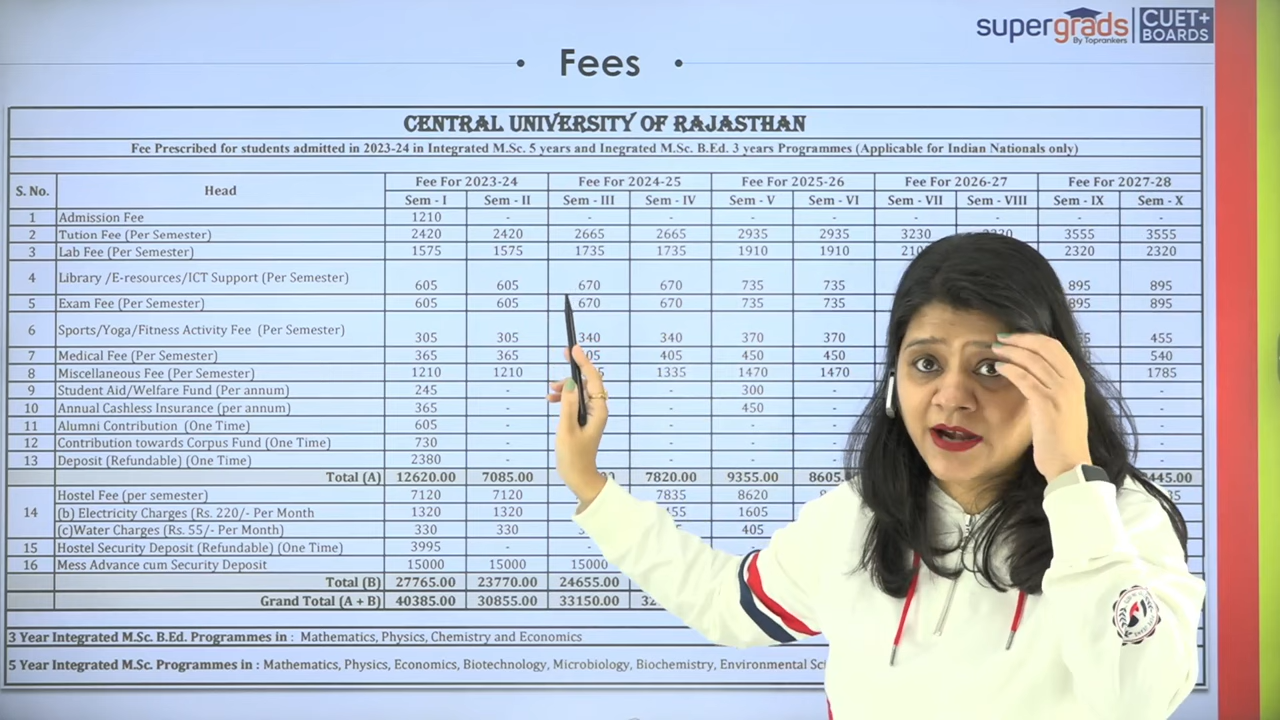 supergrads
By Toprankers
CUET+
BOARDS
• Fees •
CENTRAL UNIVERSITY OF RAJASTHAN
Fee Prescribed for students admitted in 2023-24 in Integrated M.Sc. 5 years and Inegrated M.Sc. B.Ed. 3 years Programmes (Applicable for Indian Nationals only)
S. No. Head Fee For 2023-24 Fee For 2024-25 Fee For 2025-26 Fee For 2026-27 Fee For 2027-28
Sem - I Sem - II Sem - III Sem - IV Sem - V Sem - VI Sem - VII Sem - VIII Sem - IX Sem - X
1 Admission Fee 1210 - - - - - - - - -
2 Tution Fee (Per Semester) 2420 2420 2665 2665 2935 2935 3230 3555 3555
3 Lab Fee (Per Semester) 1575 1575 1735 1735 1910 1910 2320 2320
4 Library /E-resources/ICT Support (Per Semester) 605 605 670 670 735 735 895 895
5 Exam Fee (Per Semester) 605 605 670 670 735 735 895
6 Sports/Yoga/Fitness Activity Fee (Per Semester) 305 305 340 340 370 370 455
7 Medical Fee (Per Semester) 365 365 405 450 450 540
8 Miscellaneous Fee (Per Semester) 1210 1210 1335 1470 1470 1785
9 Student Aid/Welfare Fund (Per annum) 245 - - 300 - -
10 Annual Cashless Insurance (per annum) 365 - - 450 - -
11 Alumni Contribution (One Time) 605 - - - - -
12 Contribution towards Corpus Fund (One Time) 730 - - - - -
13 Deposit (Refundable) (One Time) 2380 - - - - -
Total (A) 12620.00 7085.00 7820.00 9355.00 8605.
14 Hostel Fee (per semester) 7120 7120 7835 8620
(b) Electricity Charges (Rs. 220/- Per Month 1320 1320 1605
(c)Water Charges (Rs. 55/- Per Month) 330 330 405
15 Hostel Security Deposit (Refundable) (One Time) 3995 - -
16 Mess Advance cum Security Deposit 15000 15000 15000
Total (B) 27765.00 23770.00 24655.00
Grand Total (A + B) 40385.00 30855.00 33150.00
3 Year Integrated M.Sc. B.Ed. Programmes in : Mathematics, Physics, Chemistry and Economics
5 Year Integrated M.Sc. Programmes in : Mathematics, Physics, Economics, Biotechnology, Microbiology, Biochemistry, Environmental